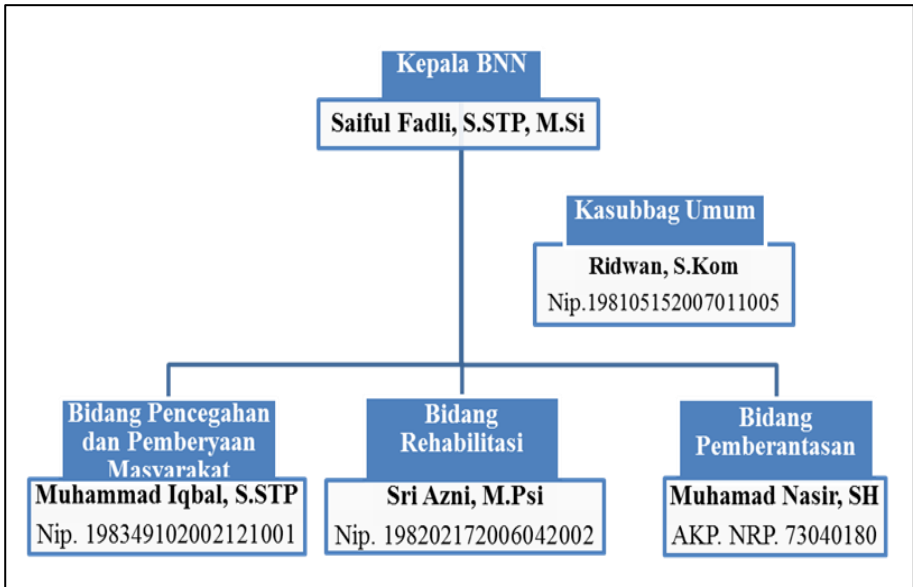 Kepala BNN
Saiful Fadli, S.STP, M.Si
Kasubbag Umum
Ridwan, S.Kom
Nip.198105152007011005
Bidang Pencegahan
dan Pemberyaan
Masyarakat
Muhammad Iqbal, S.STP
Nip. 198349102002121001
Bidang
Rehabilitasi
Sri Azni, M.Psi
Nip. 198202172006042002
Bidang
Pemberantasan
Muhamad Nasir, SH
AKP. NRP. 73040180